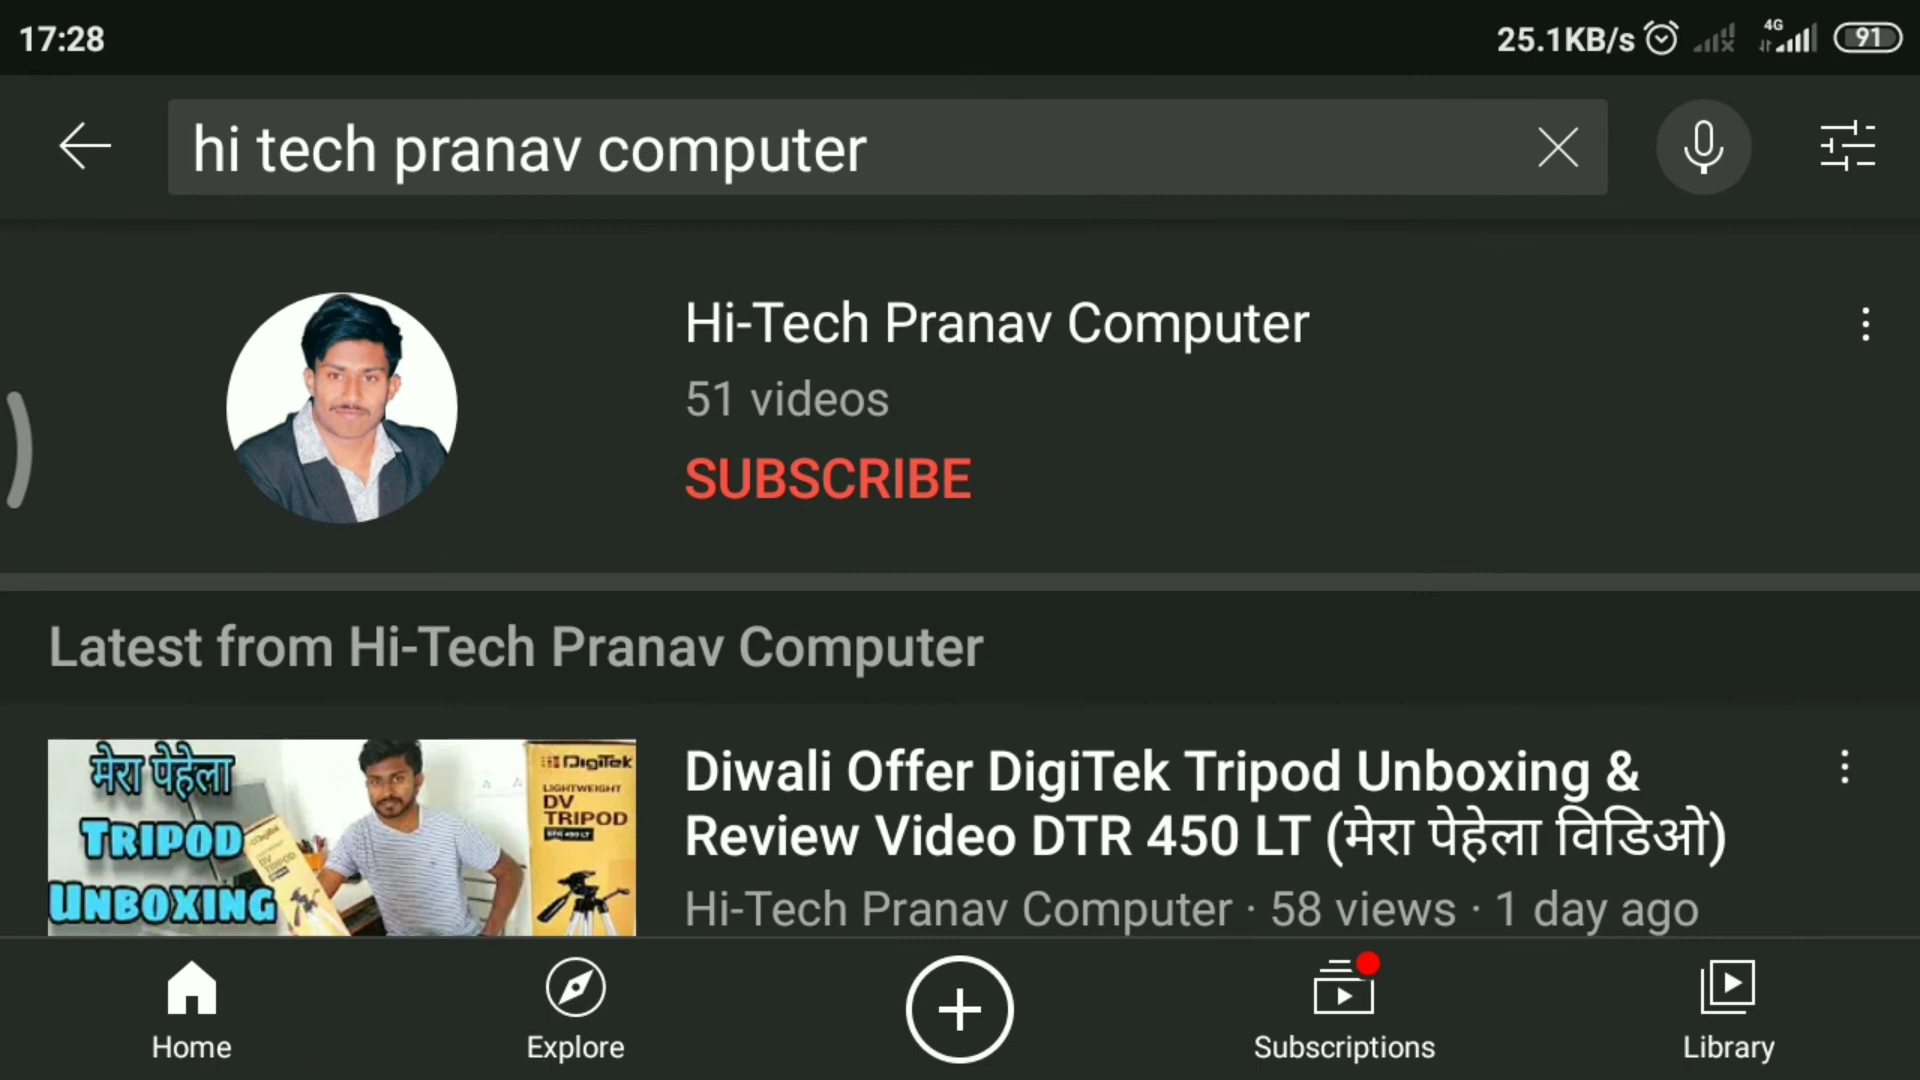 17:28
25.1KB/s 4G 91
hi tech pranav computer
Hi-Tech Pranav Computer
51 videos
SUBSCRIBE
Latest from Hi-Tech Pranav Computer
मेरा पेहेला
TRIPOD
UNBOXING
DigiTek
LIGHTWEIGHT
DV
TRIPOD
Diwali Offer DigiTek Tripod Unboxing &
Review Video DTR 450 LT (मेरा पेहेला विडिओ)
Hi-Tech Pranav Computer · 58 views · 1 day ago
Home
Explore
Subscriptions
Library